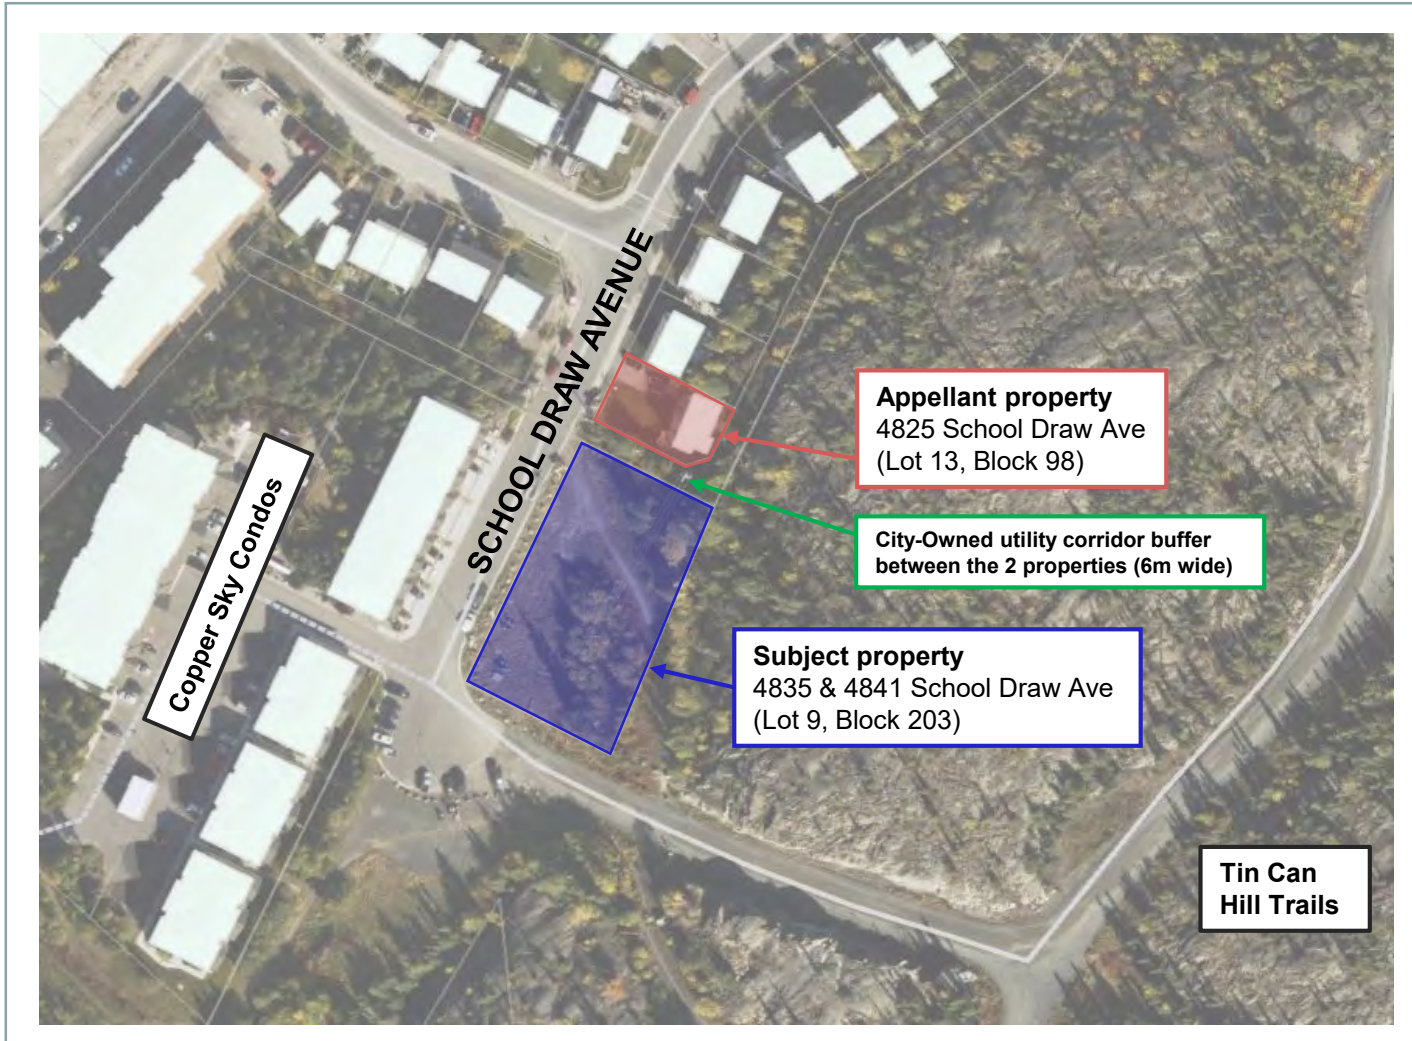 SCHOOL DRAW AVENUE
Appellant property
4825 School Draw Ave
(Lot 13, Block 98)
City-Owned utility corridor buffer
between the 2 properties (6m wide)
Copper Sky Condos
Subject property
4835 & 4841 School Draw Ave
(Lot 9, Block 203)
Tin Can
Hill Trails